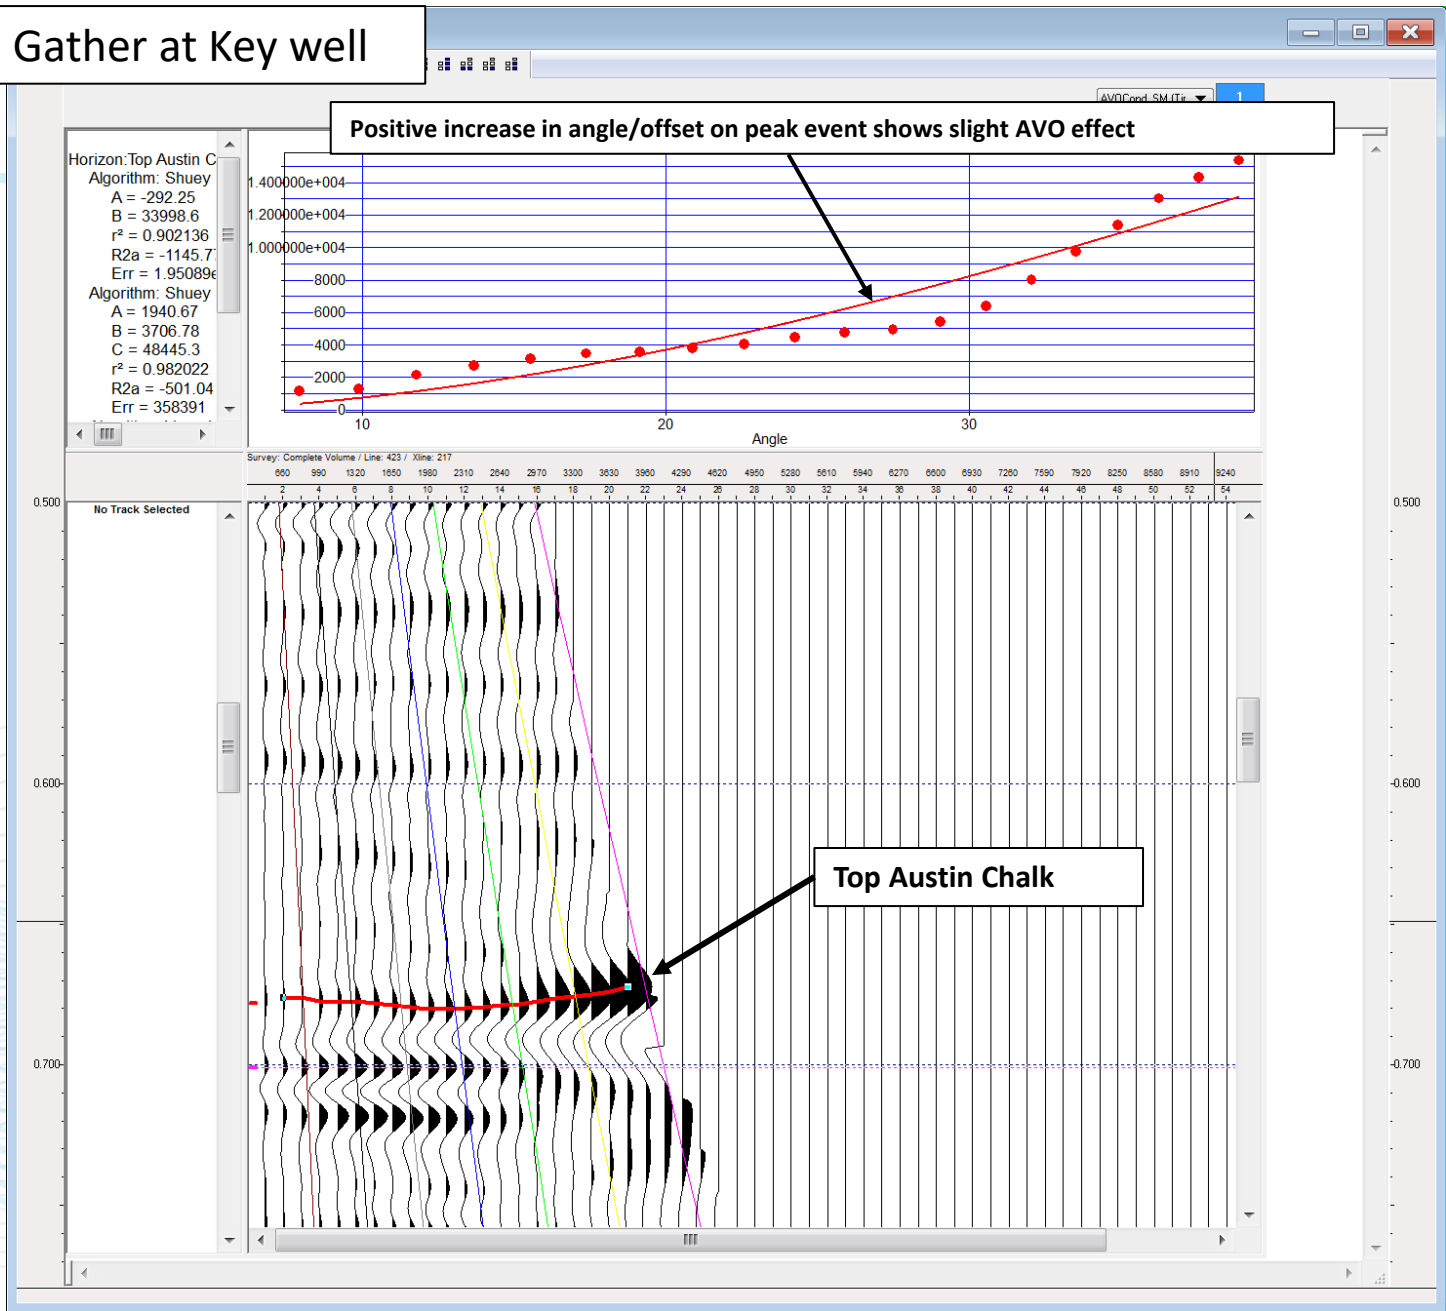 Gather at Key well
AVOCond_SM (Tir
1
Positive increase in angle/offset on peak event shows slight AVO effect
Horizon:Top Austin C
Algorithm: Shuey
A = -292.25
B = 33998.6
r² = 0.902136
R2a = -1145.7
Err = 1.95089e
Algorithm: Shuey
A = 1940.67
B = 3706.78
C = 48445.3
r² = 0.982022
R2a = -501.04
Err = 358391
1.400000e+004
1.200000e+004
1.000000e+004
8000
6000
4000
2000
0
10 20 30
Angle
Survey: Complete Volume / Line: 423 / Xline: 217
660 990 1320 1650 1980 2310 2640 2970 3300 3630 3960 4290 4620 4950 5280 5610 5940 6270 6600 6930 7260 7590 7920 8250 8580 8910 9240
2 4 6 8 10 12 14 16 18 20 22 24 26 28 30 32 34 36 38 40 42 44 46 48 50 52 54
No Track Selected
0.500 0.500
0.600 0.600
Top Austin Chalk
0.700 0.700